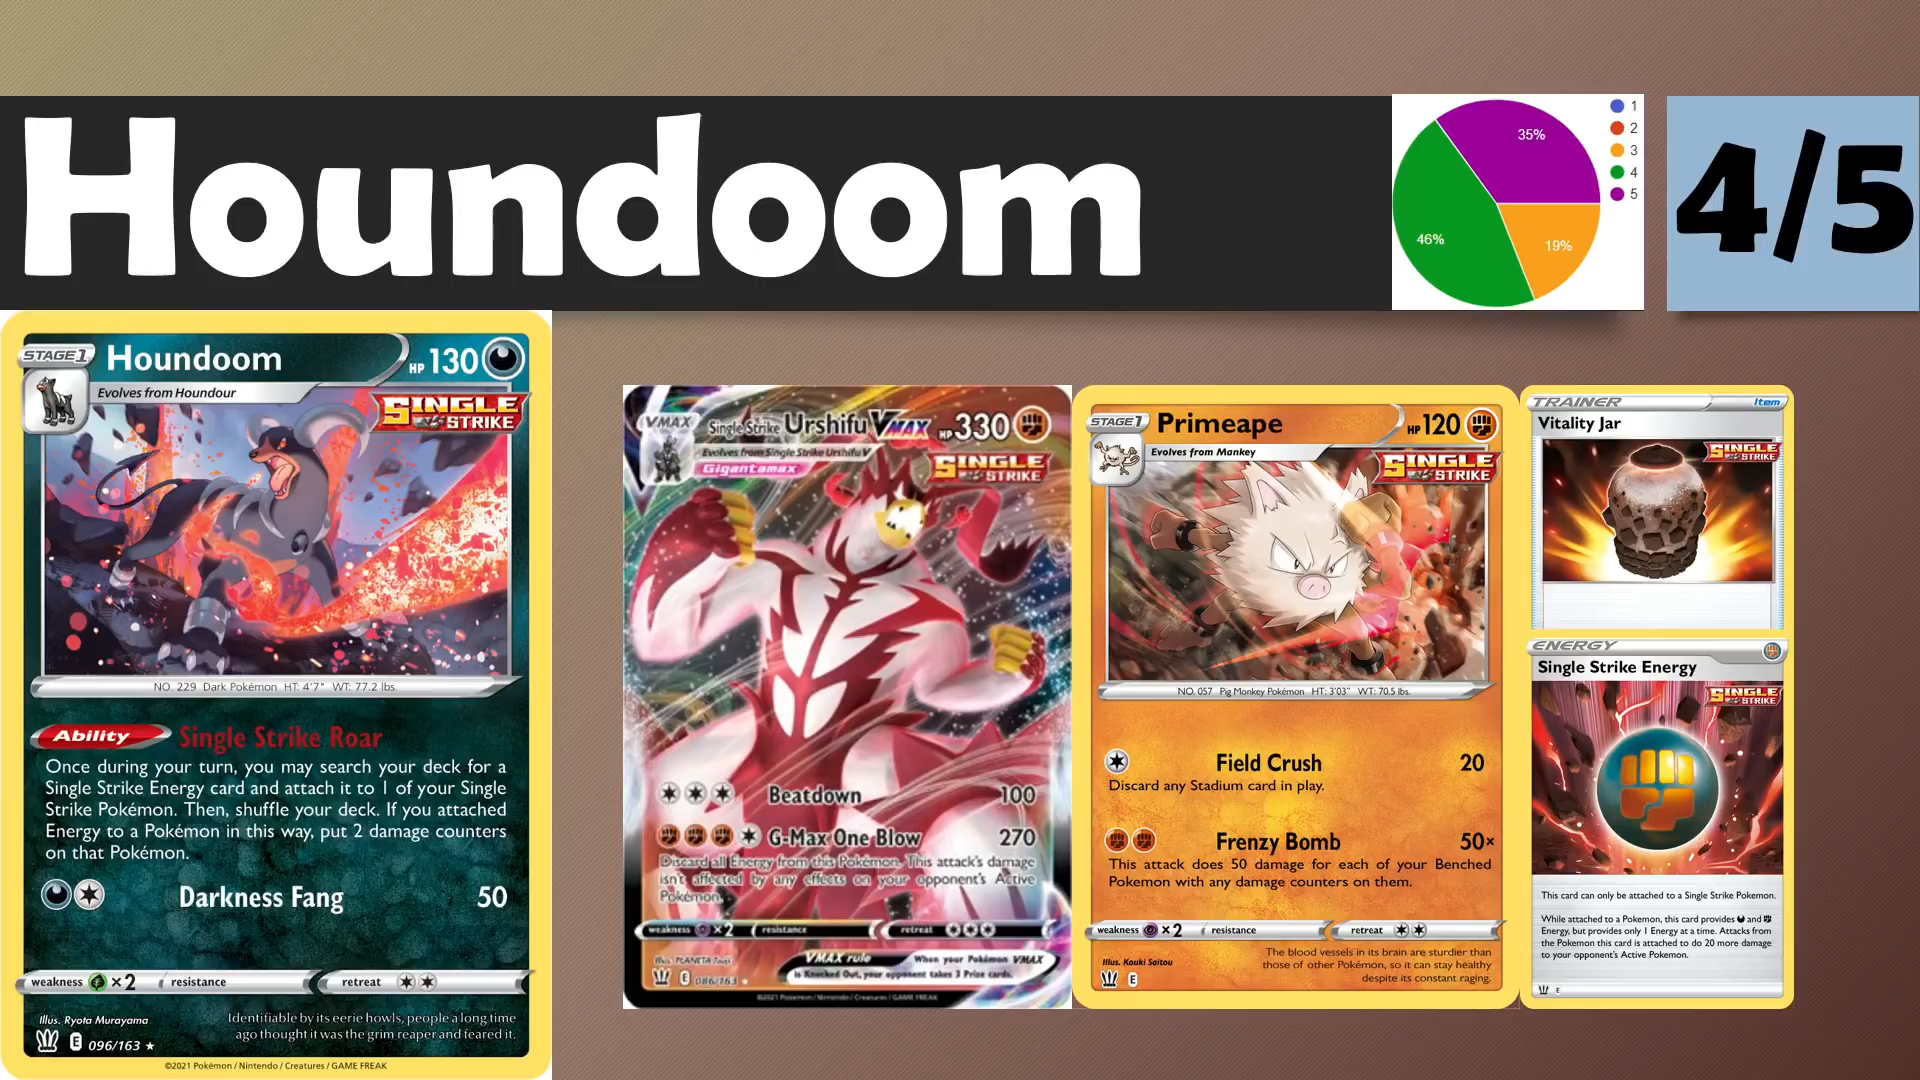 Houndoom
35%
46%
19%
1
2
3
4
5
4/5
STAGE1
Houndoom
HP 130
Evolves from Houndour
SINGLE
STRIKE
NO. 229 Dark Pokémon HT: 4'7" WT: 77.2 lbs.
Ability Single Strike Roar
Once during your turn, you may search your deck for a
Single Strike Energy card and attach it to 1 of your Single
Strike Pokémon. Then, shuffle your deck. If you attached
Energy to a Pokémon in this way, put 2 damage counters
on that Pokémon.
Darkness Fang 50
weakness ×2 resistance retreat
Illus. Ryota Murayama
Identifiable by its eerie howls, people a long time
ago thought it was the grim reaper and feared it.
E 096/163 ★
©2021 Pokémon / Nintendo / Creatures / GAME FREAK
VMAX
Single Strike Urshifu VMAX
HP 330
Evolves from Single Strike Urshifu V
Gigantamax
SINGLE
STRIKE
Beatdown 100
G-Max One Blow 270
Discard all Energy from this Pokémon. This attack's damage
isn't affected by any effects on your opponent's Active
Pokémon.
weakness ×2 resistance retreat
VMAX rule
When your Pokémon VMAX
is Knocked Out, your opponent takes 3 Prize cards.
E 086/163
©2021 Pokémon / Nintendo / Creatures / GAME FREAK
STAGE1
Primeape
HP 120
Evolves from Mankey
SINGLE
STRIKE
NO. 057 Pig Monkey Pokémon HT: 3'03" WT: 70.5 lbs.
Field Crush 20
Discard any Stadium card in play.
Frenzy Bomb 50×
This attack does 50 damage for each of your Benched
Pokemon with any damage counters on them.
weakness ×2 resistance retreat
Illus. Kouki Saitou
The blood vessels in its brain are sturdier than
those of other Pokémon, so it can stay healthy
despite its constant raging.
E
TRAINER Item
Vitality Jar
SINGLE
STRIKE
ENERGY
Single Strike Energy
SINGLE
STRIKE
This card can only be attached to a Single Strike Pokemon.
While attached to a Pokemon, this card provides and
Energy, but provides only 1 Energy at a time. Attacks from
the Pokemon this card is attached to do 20 more damage
to your opponent's Active Pokemon.
E